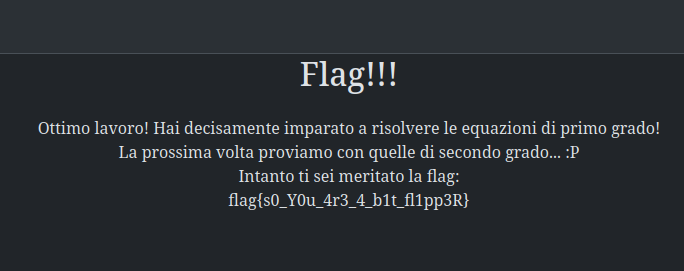 Flag!!!
Ottimo lavoro! Hai decisamente imparato a risolvere le equazioni di primo grado!
La prossima volta proviamo con quelle di secondo grado... :P
Intanto ti sei meritato la flag:
flag{s0_Y0u_4r3_4_b1t_fl1pp3R}